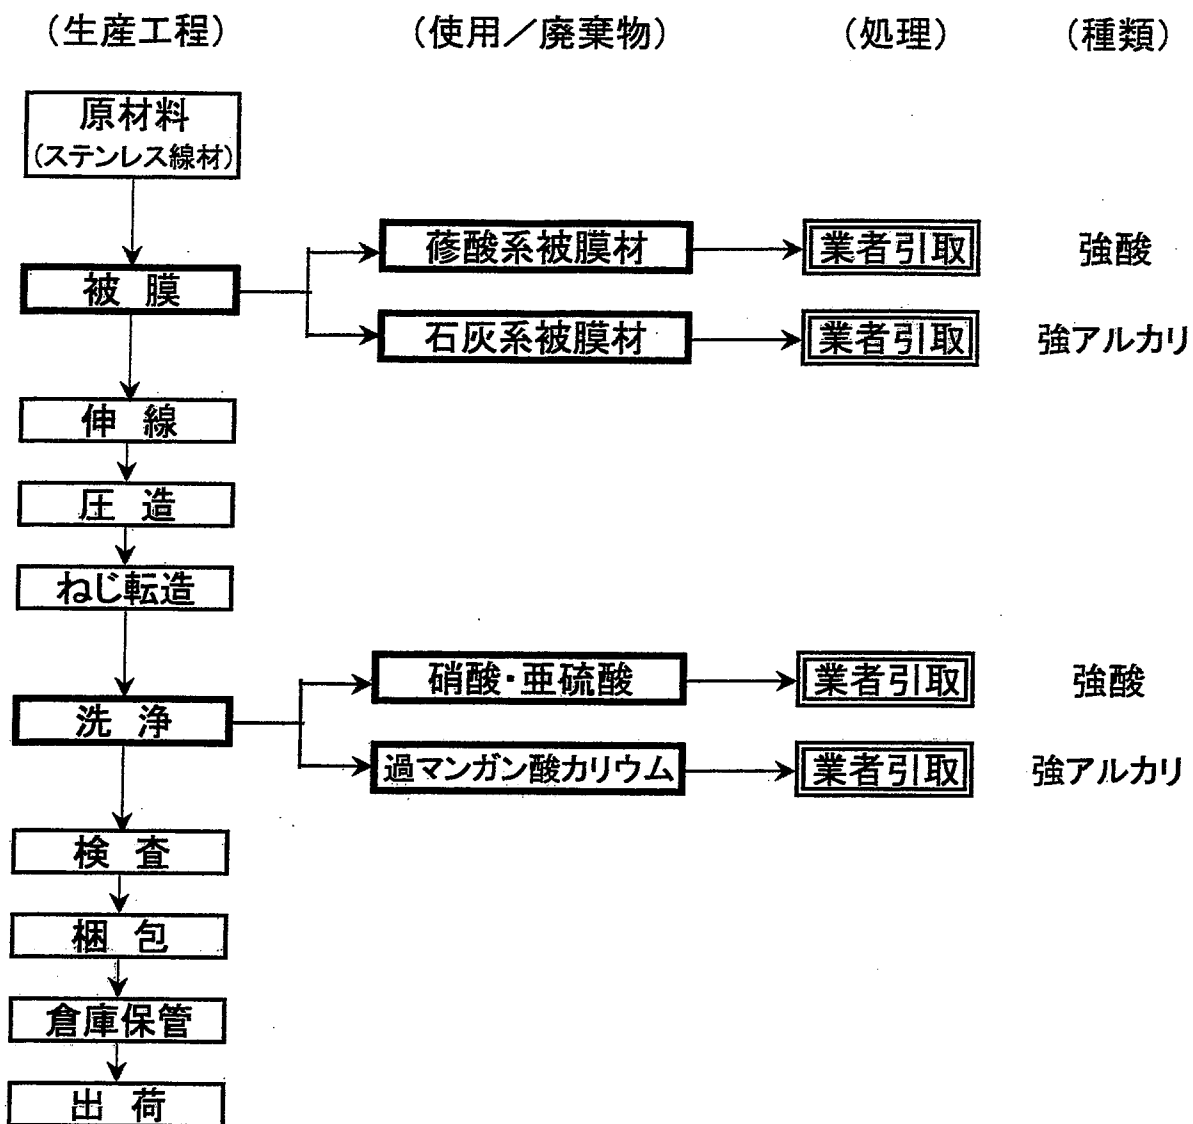 （生産工程） （使用／廃棄物） （処理） （種類）
原材料
（ステンレス線材）
蓚酸系被膜材 業者引取 強酸
被 膜
石灰系被膜材 業者引取 強アルカリ
伸 線
圧 造
ねじ転造
硝酸・亜硫酸 業者引取 強酸
洗 浄
過マンガン酸カリウム 業者引取 強アルカリ
検 査
梱 包
倉庫保管
出 荷